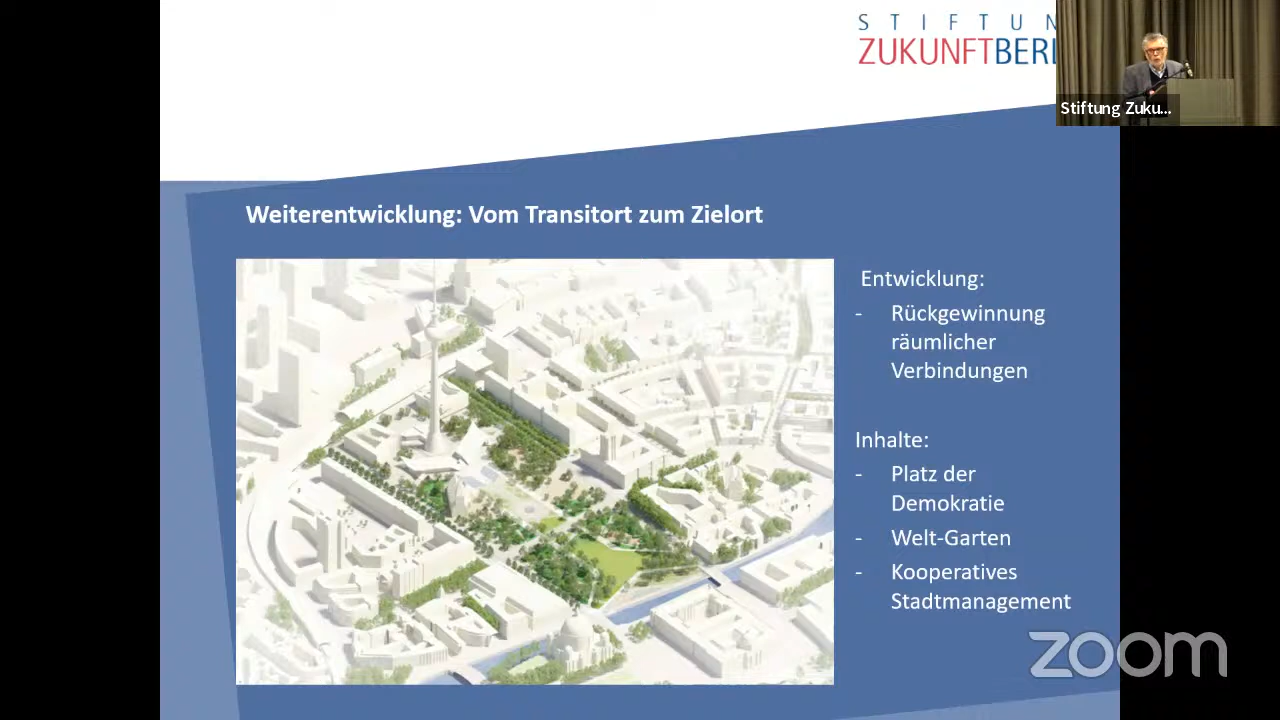 STIFTUN
ZUKUNFTBERL
Stiftung Zuku...
Weiterentwicklung: Vom Transitort zum Zielort
Entwicklung:
- Rückgewinnung
räumlicher
Verbindungen
Inhalte:
- Platz der
Demokratie
- Welt-Garten
- Kooperatives
Stadtmanagement
zoom